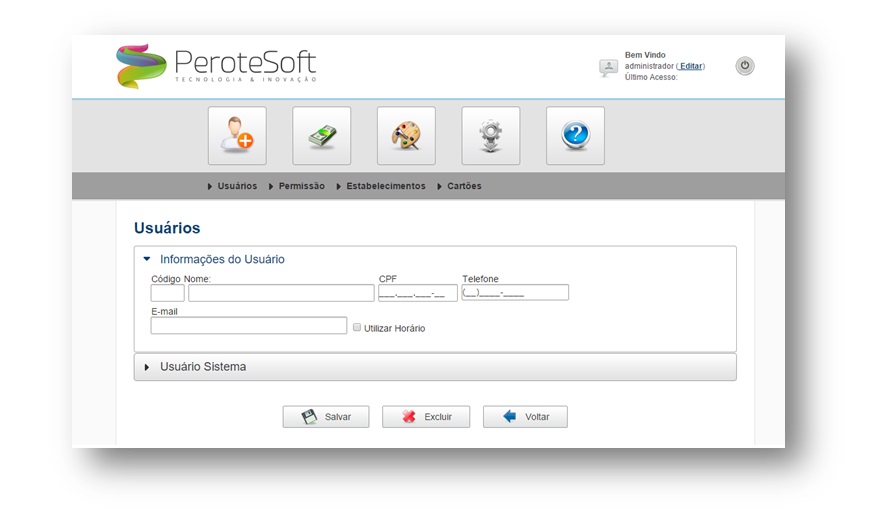 PeroteSoft
TECNOLOGIA & INOVAÇÃO
Bem Vindo
administrador ( Editar)
Último Acesso:
Usuários Permissão Estabelecimentos Cartões
Usuários
Informações do Usuário
Código Nome: CPF Telefone
___.___.___-__ (__)____-____
E-mail
Utilizar Horário
Usuário Sistema
Salvar Excluir Voltar